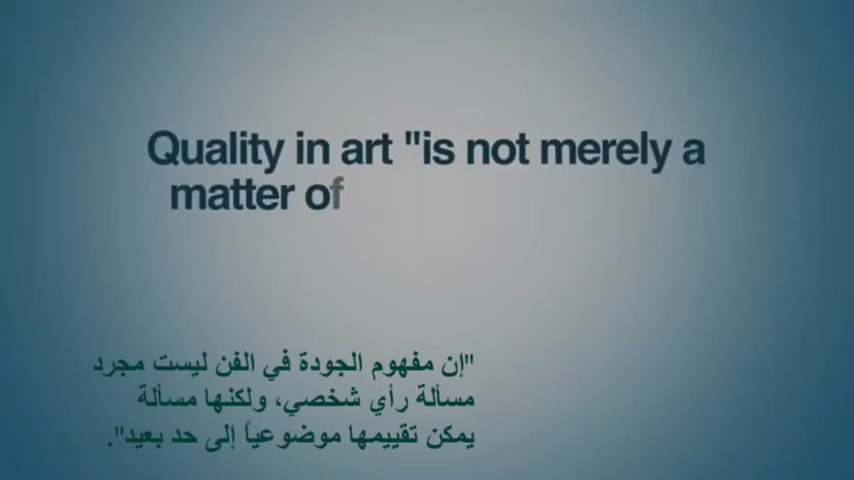 Quality in art "is not merely a
matter of
"إن مفهوم الجودة في الفن ليست مجرد
مسألة رأي شخصي، ولكنها مسألة
يمكن تقييمها موضوعياً إلى حد بعيد".